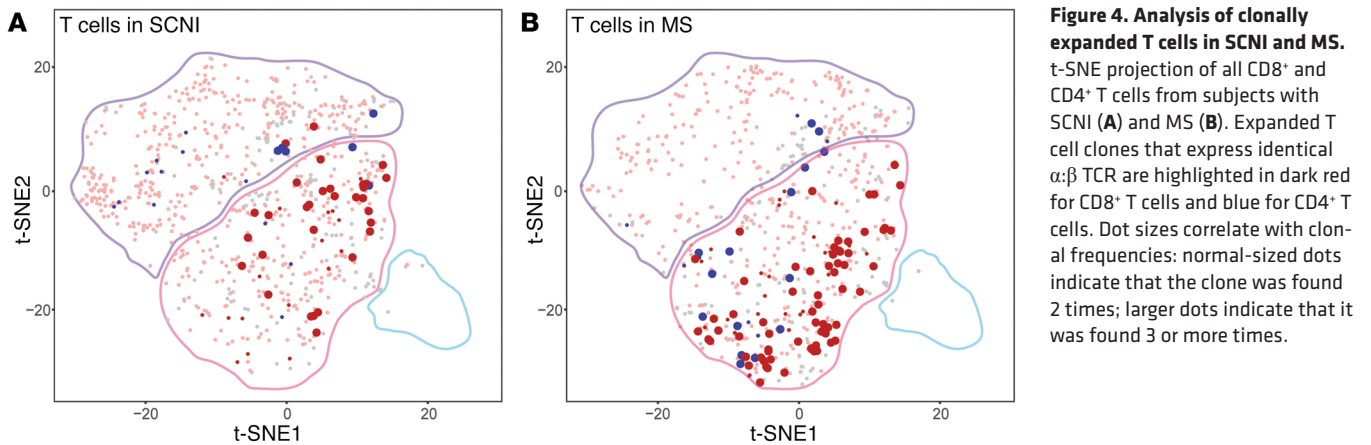 A
T cells in SCNI
20
0
−20
t-SNE2
−20
0
20
t-SNE1
B
T cells in MS
20
0
−20
t-SNE2
−20
0
20
t-SNE1
Figure 4. Analysis of clonally
expanded T cells in SCNI and MS.
t-SNE projection of all CD8⁺ and
CD4⁺ T cells from subjects with
SCNI (A) and MS (B). Expanded T
cell clones that express identical
α:β TCR are highlighted in dark red
for CD8⁺ T cells and blue for CD4⁺ T
cells. Dot sizes correlate with clon-
al frequencies: normal-sized dots
indicate that the clone was found
2 times; larger dots indicate that it
was found 3 or more times.